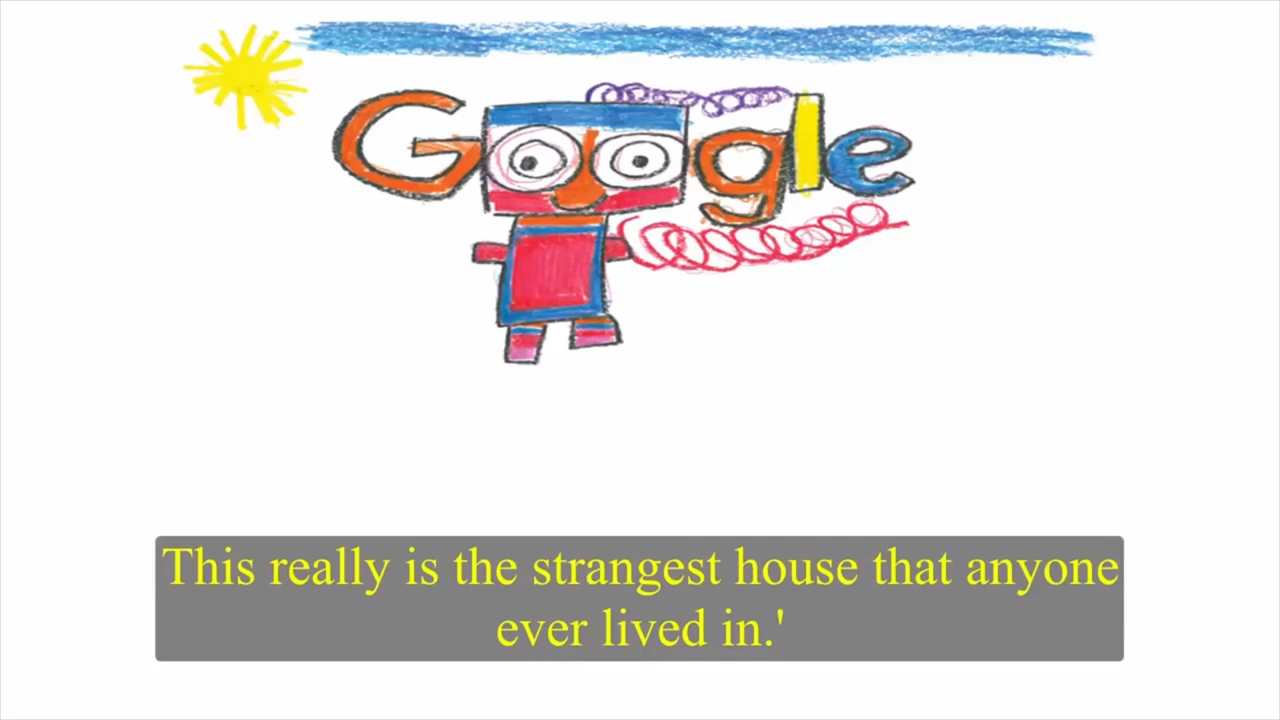 Google
This really is the strangest house that anyone
ever lived in.'